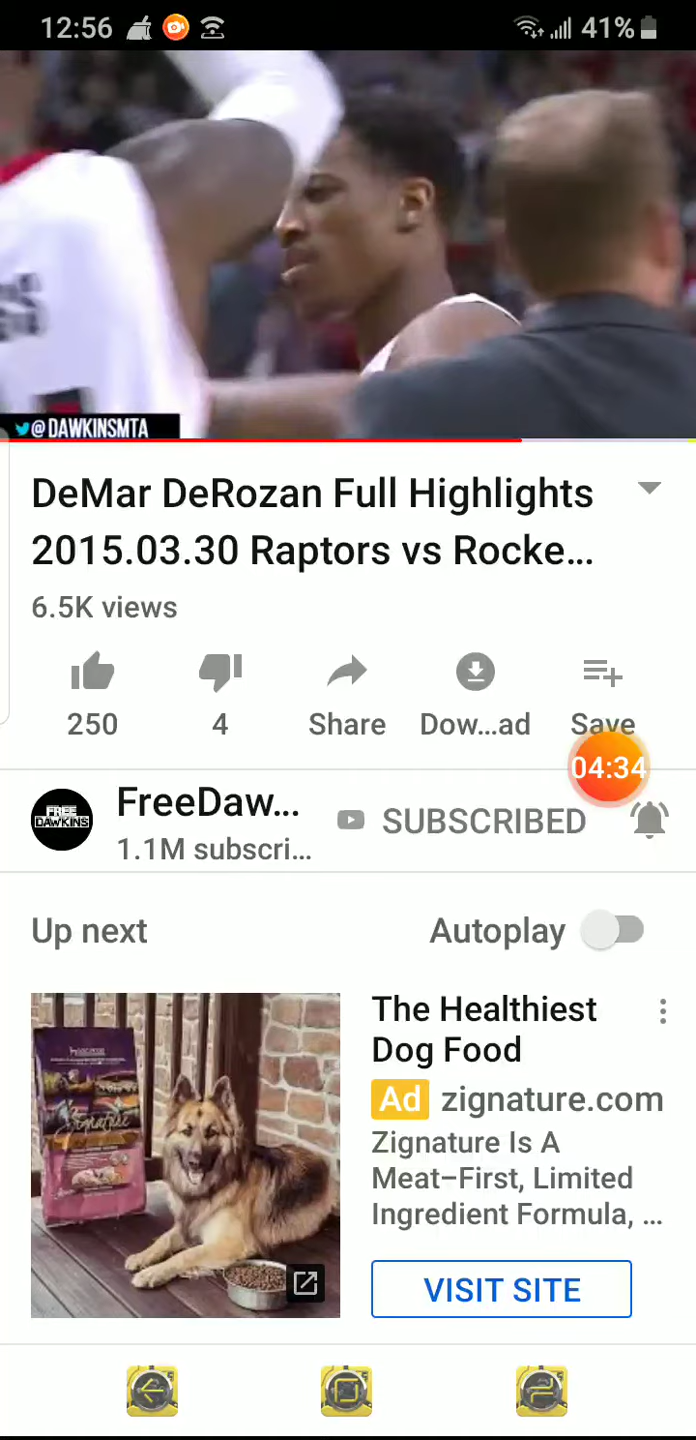 12:56
41%
@DAWKINSMTA
DeMar DeRozan Full Highlights
2015.03.30 Raptors vs Rocke...
6.5K views
250
4
Share
Dow...ad
Save
04:34
FREE
DAWKINS
FreeDaw...
SUBSCRIBED
1.1M subscri...
Up next
Autoplay
The Healthiest
Dog Food
Ad zignature.com
Zignature Is A
Meat–First, Limited
Ingredient Formula, ...
VISIT SITE
Zignature